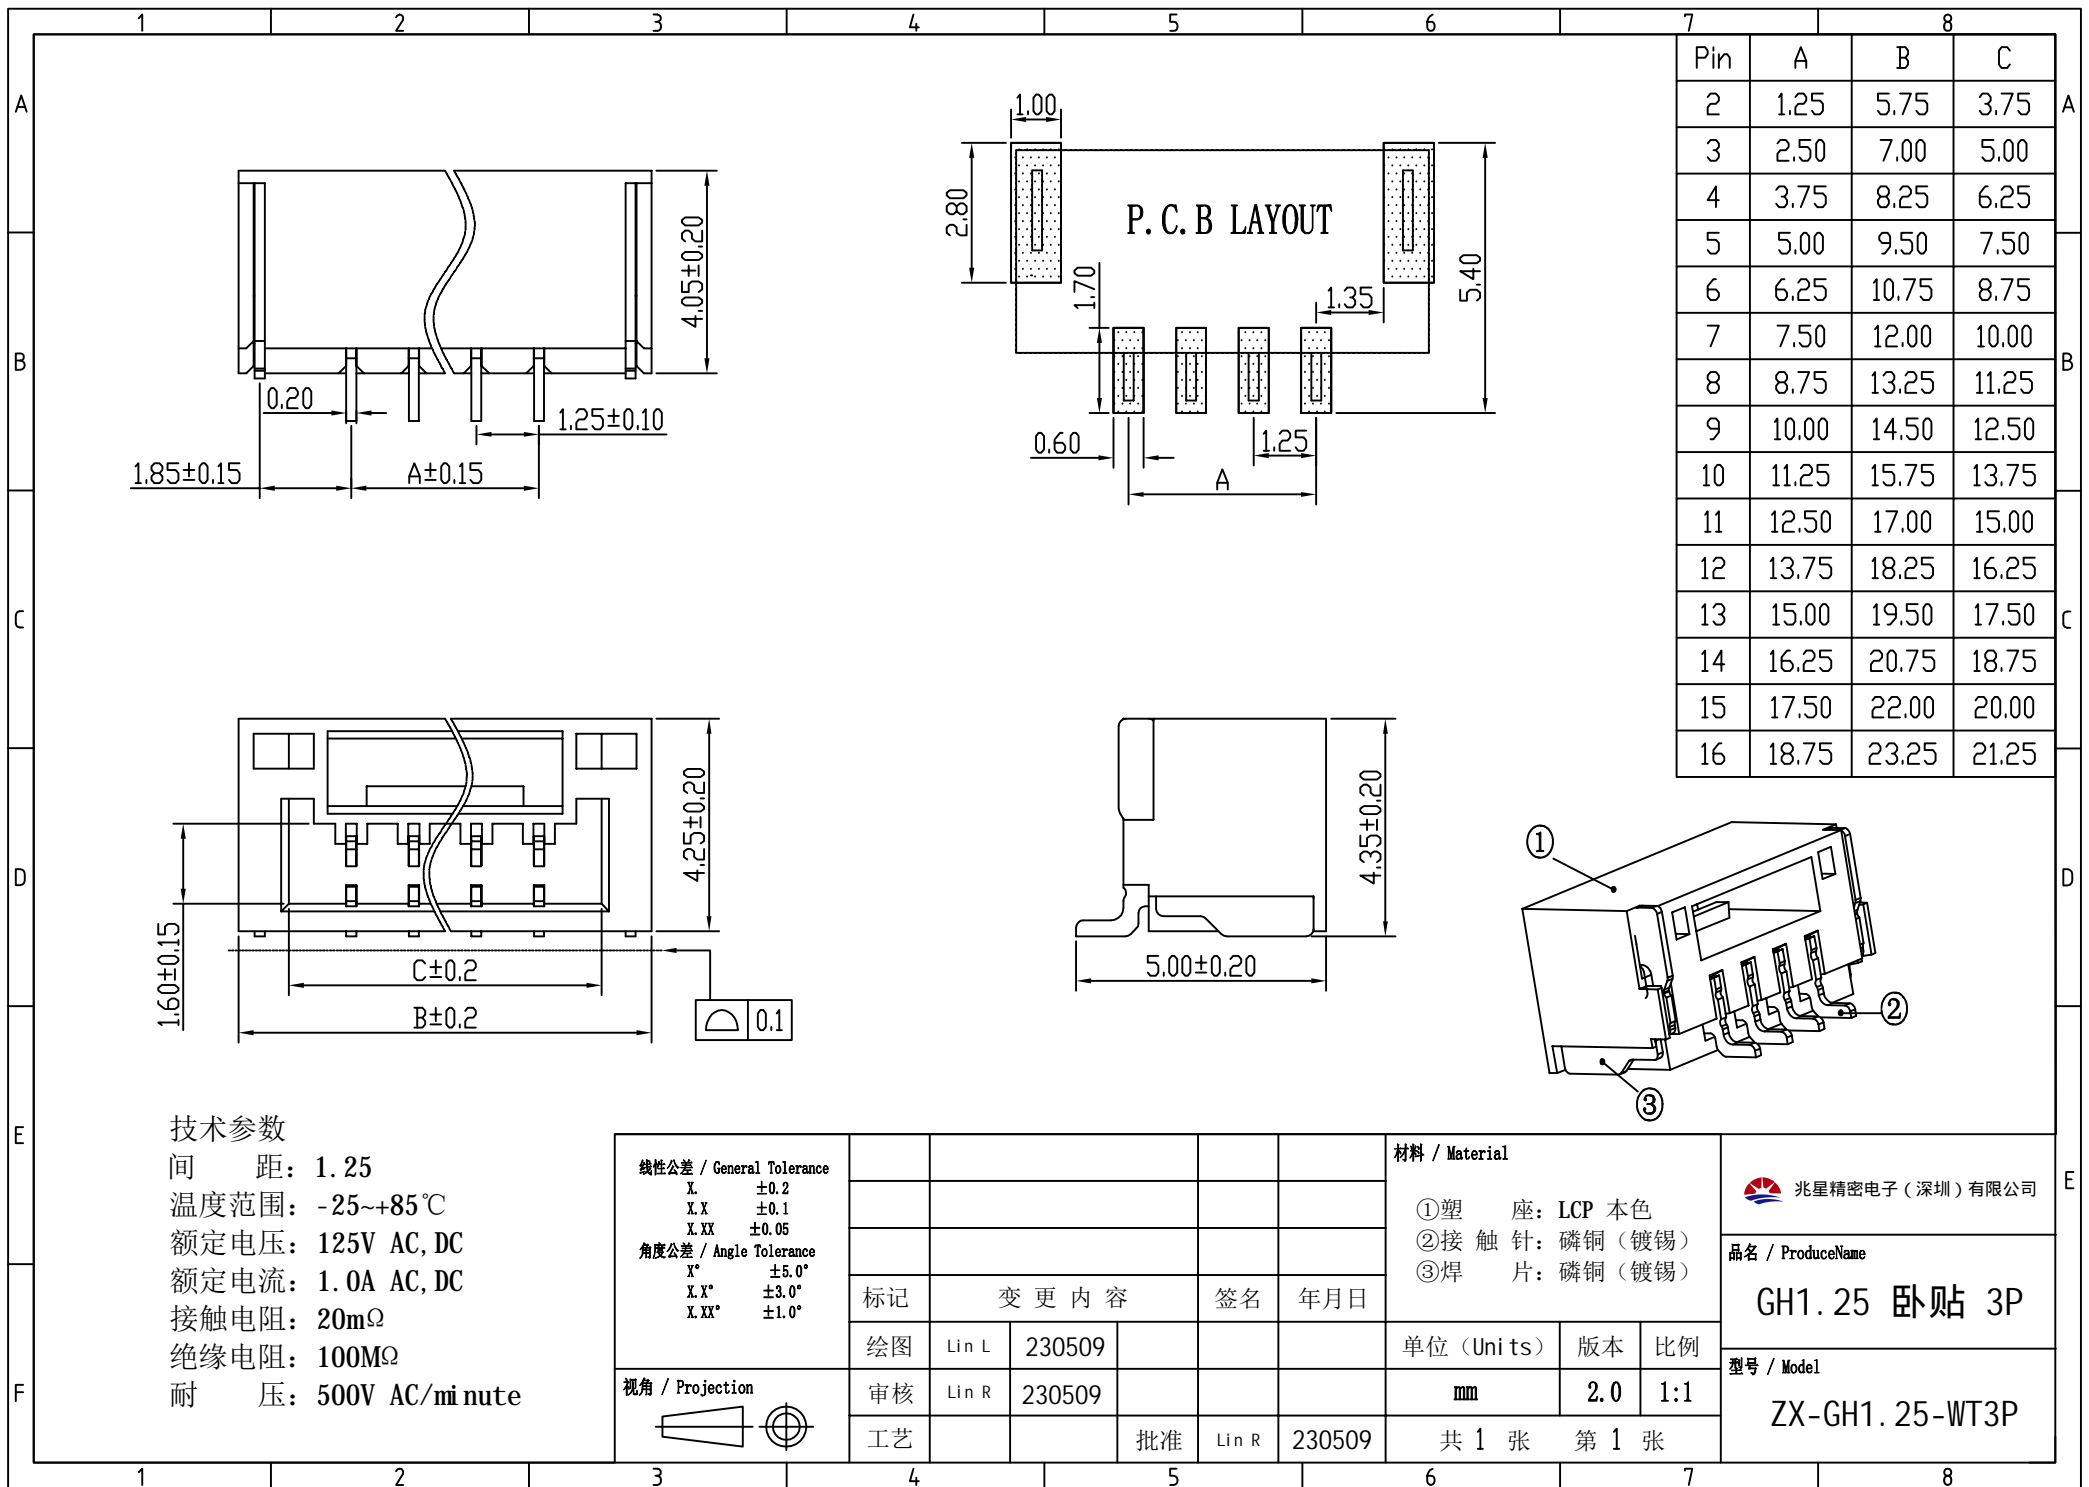 1 2 3 4 5 6 7 8
A
B
C
D
E
F
A
B
C
D
E
Pin A B C
2 1.25 5.75 3.75
3 2.50 7.00 5.00
4 3.75 8.25 6.25
5 5.00 9.50 7.50
6 6.25 10.75 8.75
7 7.50 12.00 10.00
8 8.75 13.25 11.25
9 10.00 14.50 12.50
10 11.25 15.75 13.75
11 12.50 17.00 15.00
12 13.75 18.25 16.25
13 15.00 19.50 17.50
14 16.25 20.75 18.75
15 17.50 22.00 20.00
16 18.75 23.25 21.25
4.05±0.20
0.20
1.25±0.10
1.85±0.15
A±0.15
1.00
2.80
P.C.B LAYOUT
1.70
1.35
5.40
0.60
1.25
A
4.25±0.20
1.60±0.15
C±0.2
B±0.2
0.1
4.35±0.20
5.00±0.20
①
②
③
技术参数
间 距: 1.25
温度范围: -25~+85℃
额定电压: 125V AC,DC
额定电流: 1.0A AC,DC
接触电阻: 20mΩ
绝缘电阻: 100MΩ
耐 压: 500V AC/minute
线性公差 / General Tolerance
X. ±0.2
X.X ±0.1
X.XX ±0.05
角度公差 / Angle Tolerance
X° ±5.0°
X.X° ±3.0°
X.XX° ±1.0°
视角 / Projection
标记 变 更 内 容 签名 年月日
绘图 Lin L 230509
审核 Lin R 230509
工艺 批准 Lin R 230509
材料 / Material
①塑 座: LCP 本色
②接 触 针: 磷铜（镀锡）
③焊 片: 磷铜（镀锡）
单位（Units） 版本 比例
mm 2.0 1:1
共 1 张 第 1 张
兆星精密电子（深圳）有限公司
品名 / ProduceName
GH1.25 卧贴 3P
型号 / Model
ZX-GH1.25-WT3P
1 2 3 4 5 6 7 8